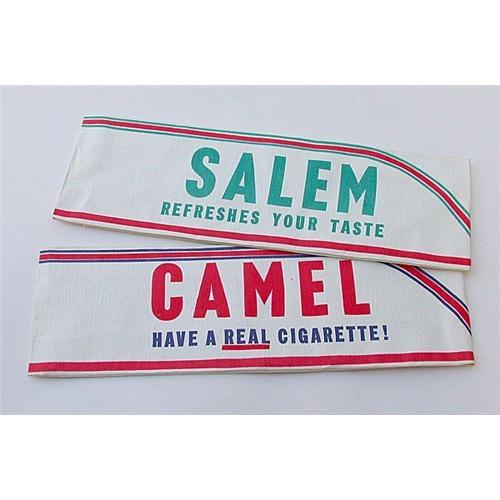 SALEM
REFRESHES YOUR TASTE
CAMEL
HAVE A REAL CIGARETTE!